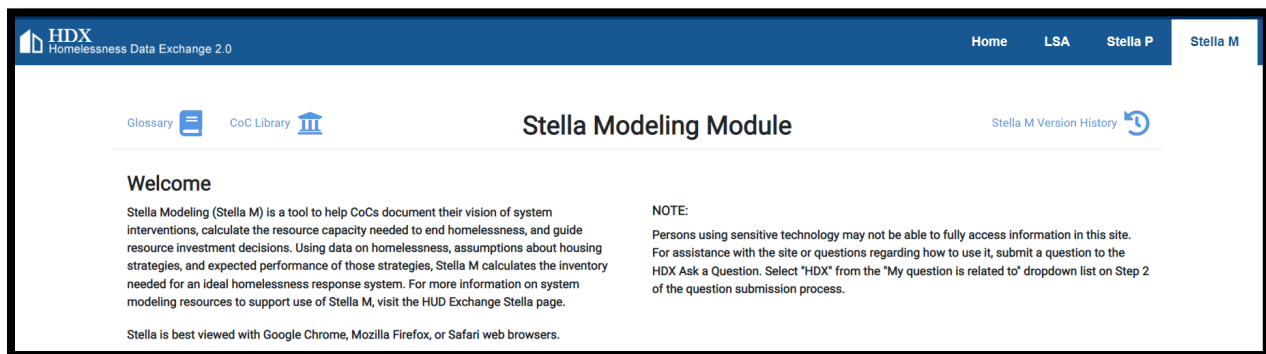 HDX
Homelessness Data Exchange 2.0
Home LSA Stella P Stella M
Glossary CoC Library Stella Modeling Module Stella M Version History
Welcome
Stella Modeling (Stella M) is a tool to help CoCs document their vision of system
interventions, calculate the resource capacity needed to end homelessness, and guide
resource investment decisions. Using data on homelessness, assumptions about housing
strategies, and expected performance of those strategies, Stella M calculates the inventory
needed for an ideal homelessness response system. For more information on system
modeling resources to support use of Stella M, visit the HUD Exchange Stella page.
Stella is best viewed with Google Chrome, Mozilla Firefox, or Safari web browsers.
NOTE:
Persons using sensitive technology may not be able to fully access information in this site.
For assistance with the site or questions regarding how to use it, submit a question to the
HDX Ask a Question. Select "HDX" from the "My question is related to" dropdown list on Step 2
of the question submission process.